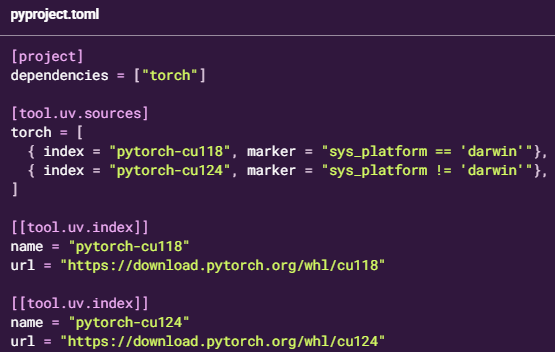 pyproject.toml
[project]
dependencies = ["torch"]
[tool.uv.sources]
torch = [
  { index = "pytorch-cu118", marker = "sys_platform == 'darwin'"},
  { index = "pytorch-cu124", marker = "sys_platform != 'darwin'"},
]
[[tool.uv.index]]
name = "pytorch-cu118"
url = "https://download.pytorch.org/whl/cu118"
[[tool.uv.index]]
name = "pytorch-cu124"
url = "https://download.pytorch.org/whl/cu124"